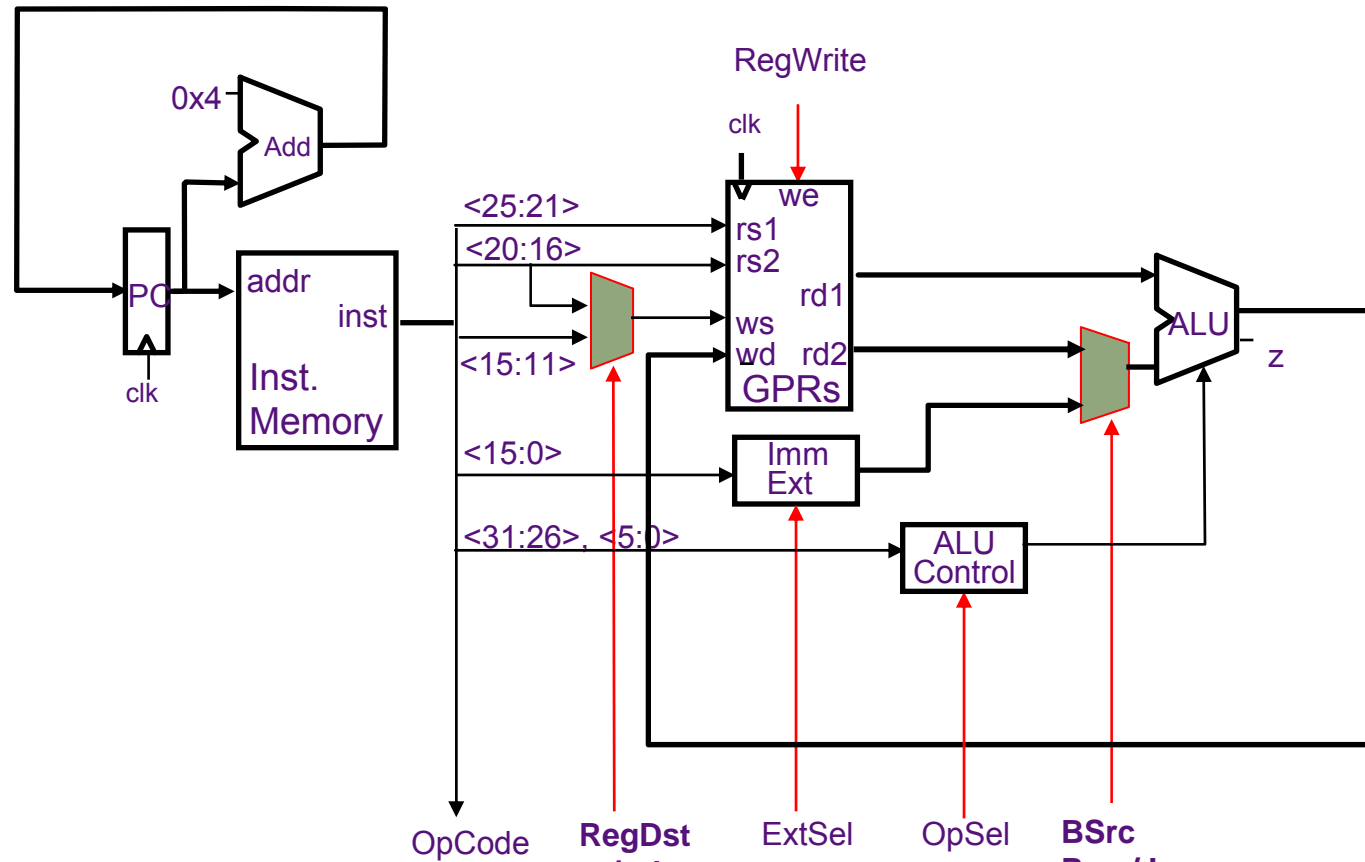 RegWrite
0x4
Add
clk
we
<25:21>
rs1
<20:16>
rs2
PC
addr
inst
rd1
ws
ALU
<15:11>
wd
rd2
z
clk
Inst.
Memory
GPRs
<15:0>
Imm
Ext
<31:26>, <5:0>
ALU
Control
OpCode
RegDst
ExtSel
OpSel
BSrc